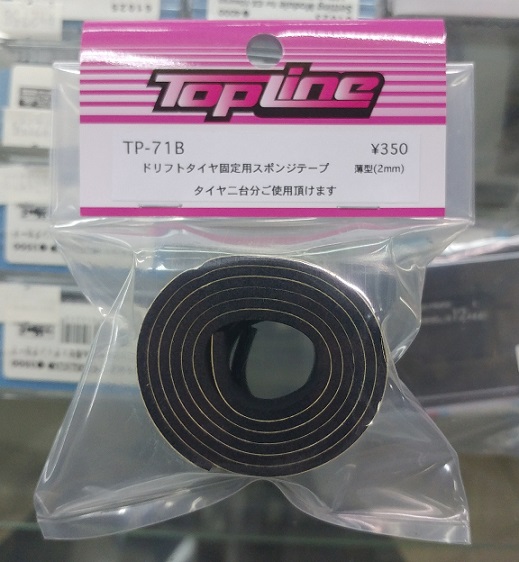 TopLine
TP-71B ¥350
ドリフトタイヤ固定用スポンジテープ 薄型(2mm)
タイヤ二台分ご使用頂けます